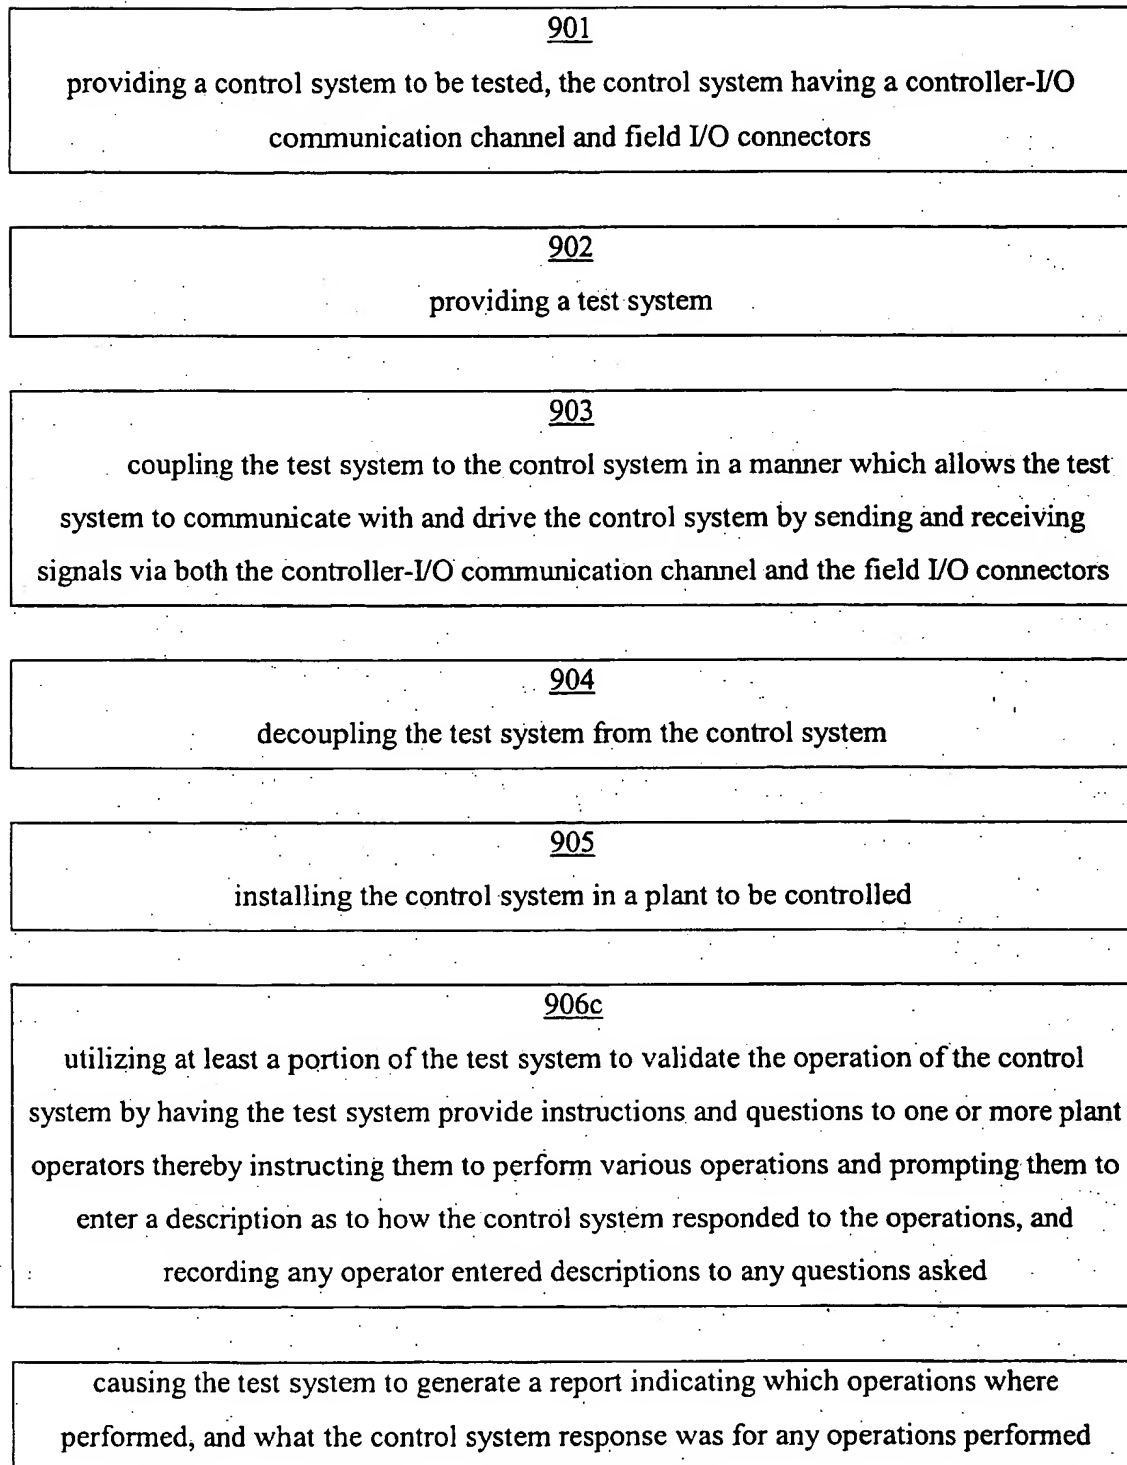 901
providing a control system to be tested, the control system having a controller-I/O
communication channel and field I/O connectors
902
providing a test system
903
coupling the test system to the control system in a manner which allows the test
system to communicate with and drive the control system by sending and receiving
signals via both the controller-I/O communication channel and the field I/O connectors
904
decoupling the test system from the control system
905
installing the control system in a plant to be controlled
906c
utilizing at least a portion of the test system to validate the operation of the control
system by having the test system provide instructions and questions to one or more plant
operators thereby instructing them to perform various operations and prompting them to
enter a description as to how the control system responded to the operations, and
recording any operator entered descriptions to any questions asked
causing the test system to generate a report indicating which operations where
performed, and what the control system response was for any operations performed